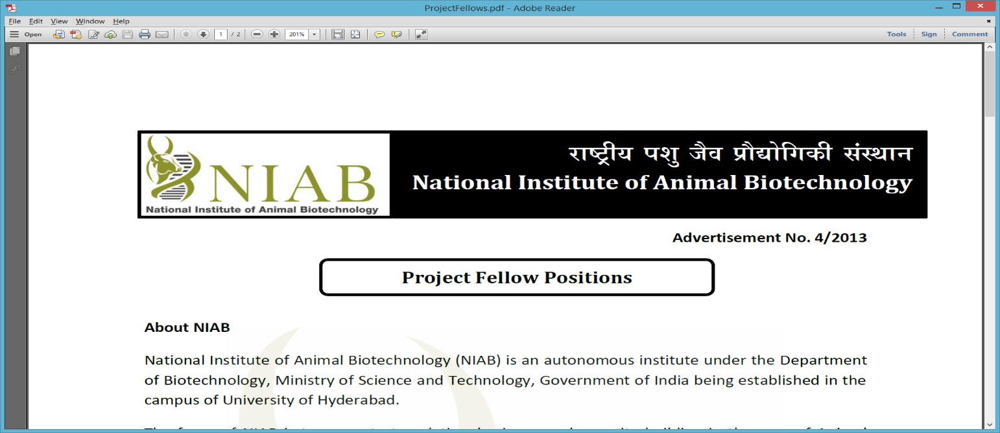 ProjectFellows.pdf - Adobe Reader
File Edit View Window Help
Open 1 / 2 201% Tools Sign Comment
राष्ट्रीय पशु जैव प्रौद्योगिकी संस्थान
NIAB National Institute of Animal Biotechnology
National Institute of Animal Biotechnology
Advertisement No. 4/2013
Project Fellow Positions
About NIAB
National Institute of Animal Biotechnology (NIAB) is an autonomous institute under the Department
of Biotechnology, Ministry of Science and Technology, Government of India being established in the
campus of University of Hyderabad.